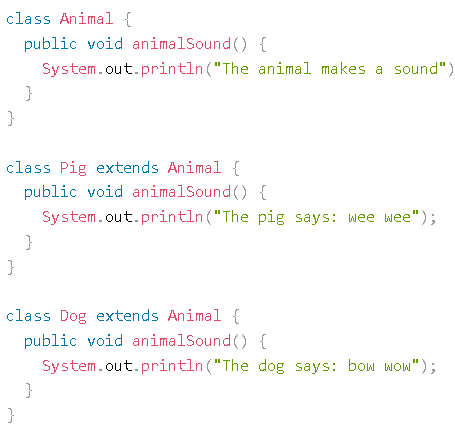 class Animal {
  public void animalSound() {
    System.out.println("The animal makes a sound")
  }
}

class Pig extends Animal {
  public void animalSound() {
    System.out.println("The pig says: wee wee");
  }
}

class Dog extends Animal {
  public void animalSound() {
    System.out.println("The dog says: bow wow");
  }
}